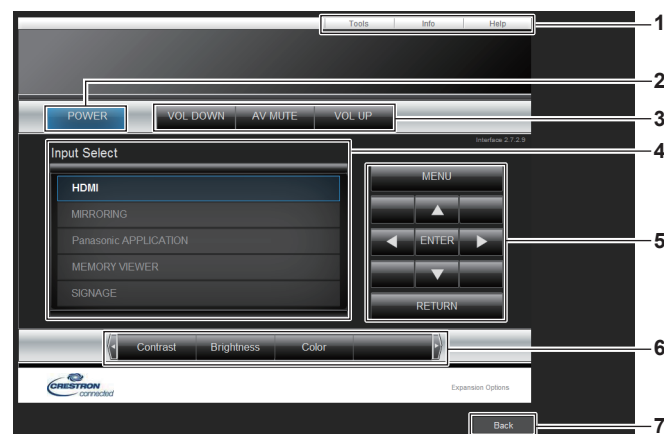 Tools Info Help 1
2
POWER VOL DOWN AV MUTE VOL UP 3
Interface 2.7.2.9
Input Select 4
HDMI
MIRRORING
Panasonic APPLICATION
MEMORY VIEWER
SIGNAGE
MENU
ENTER 5
RETURN
Contrast Brightness Color 6
CRESTRON
connected
Expansion Options
Back 7